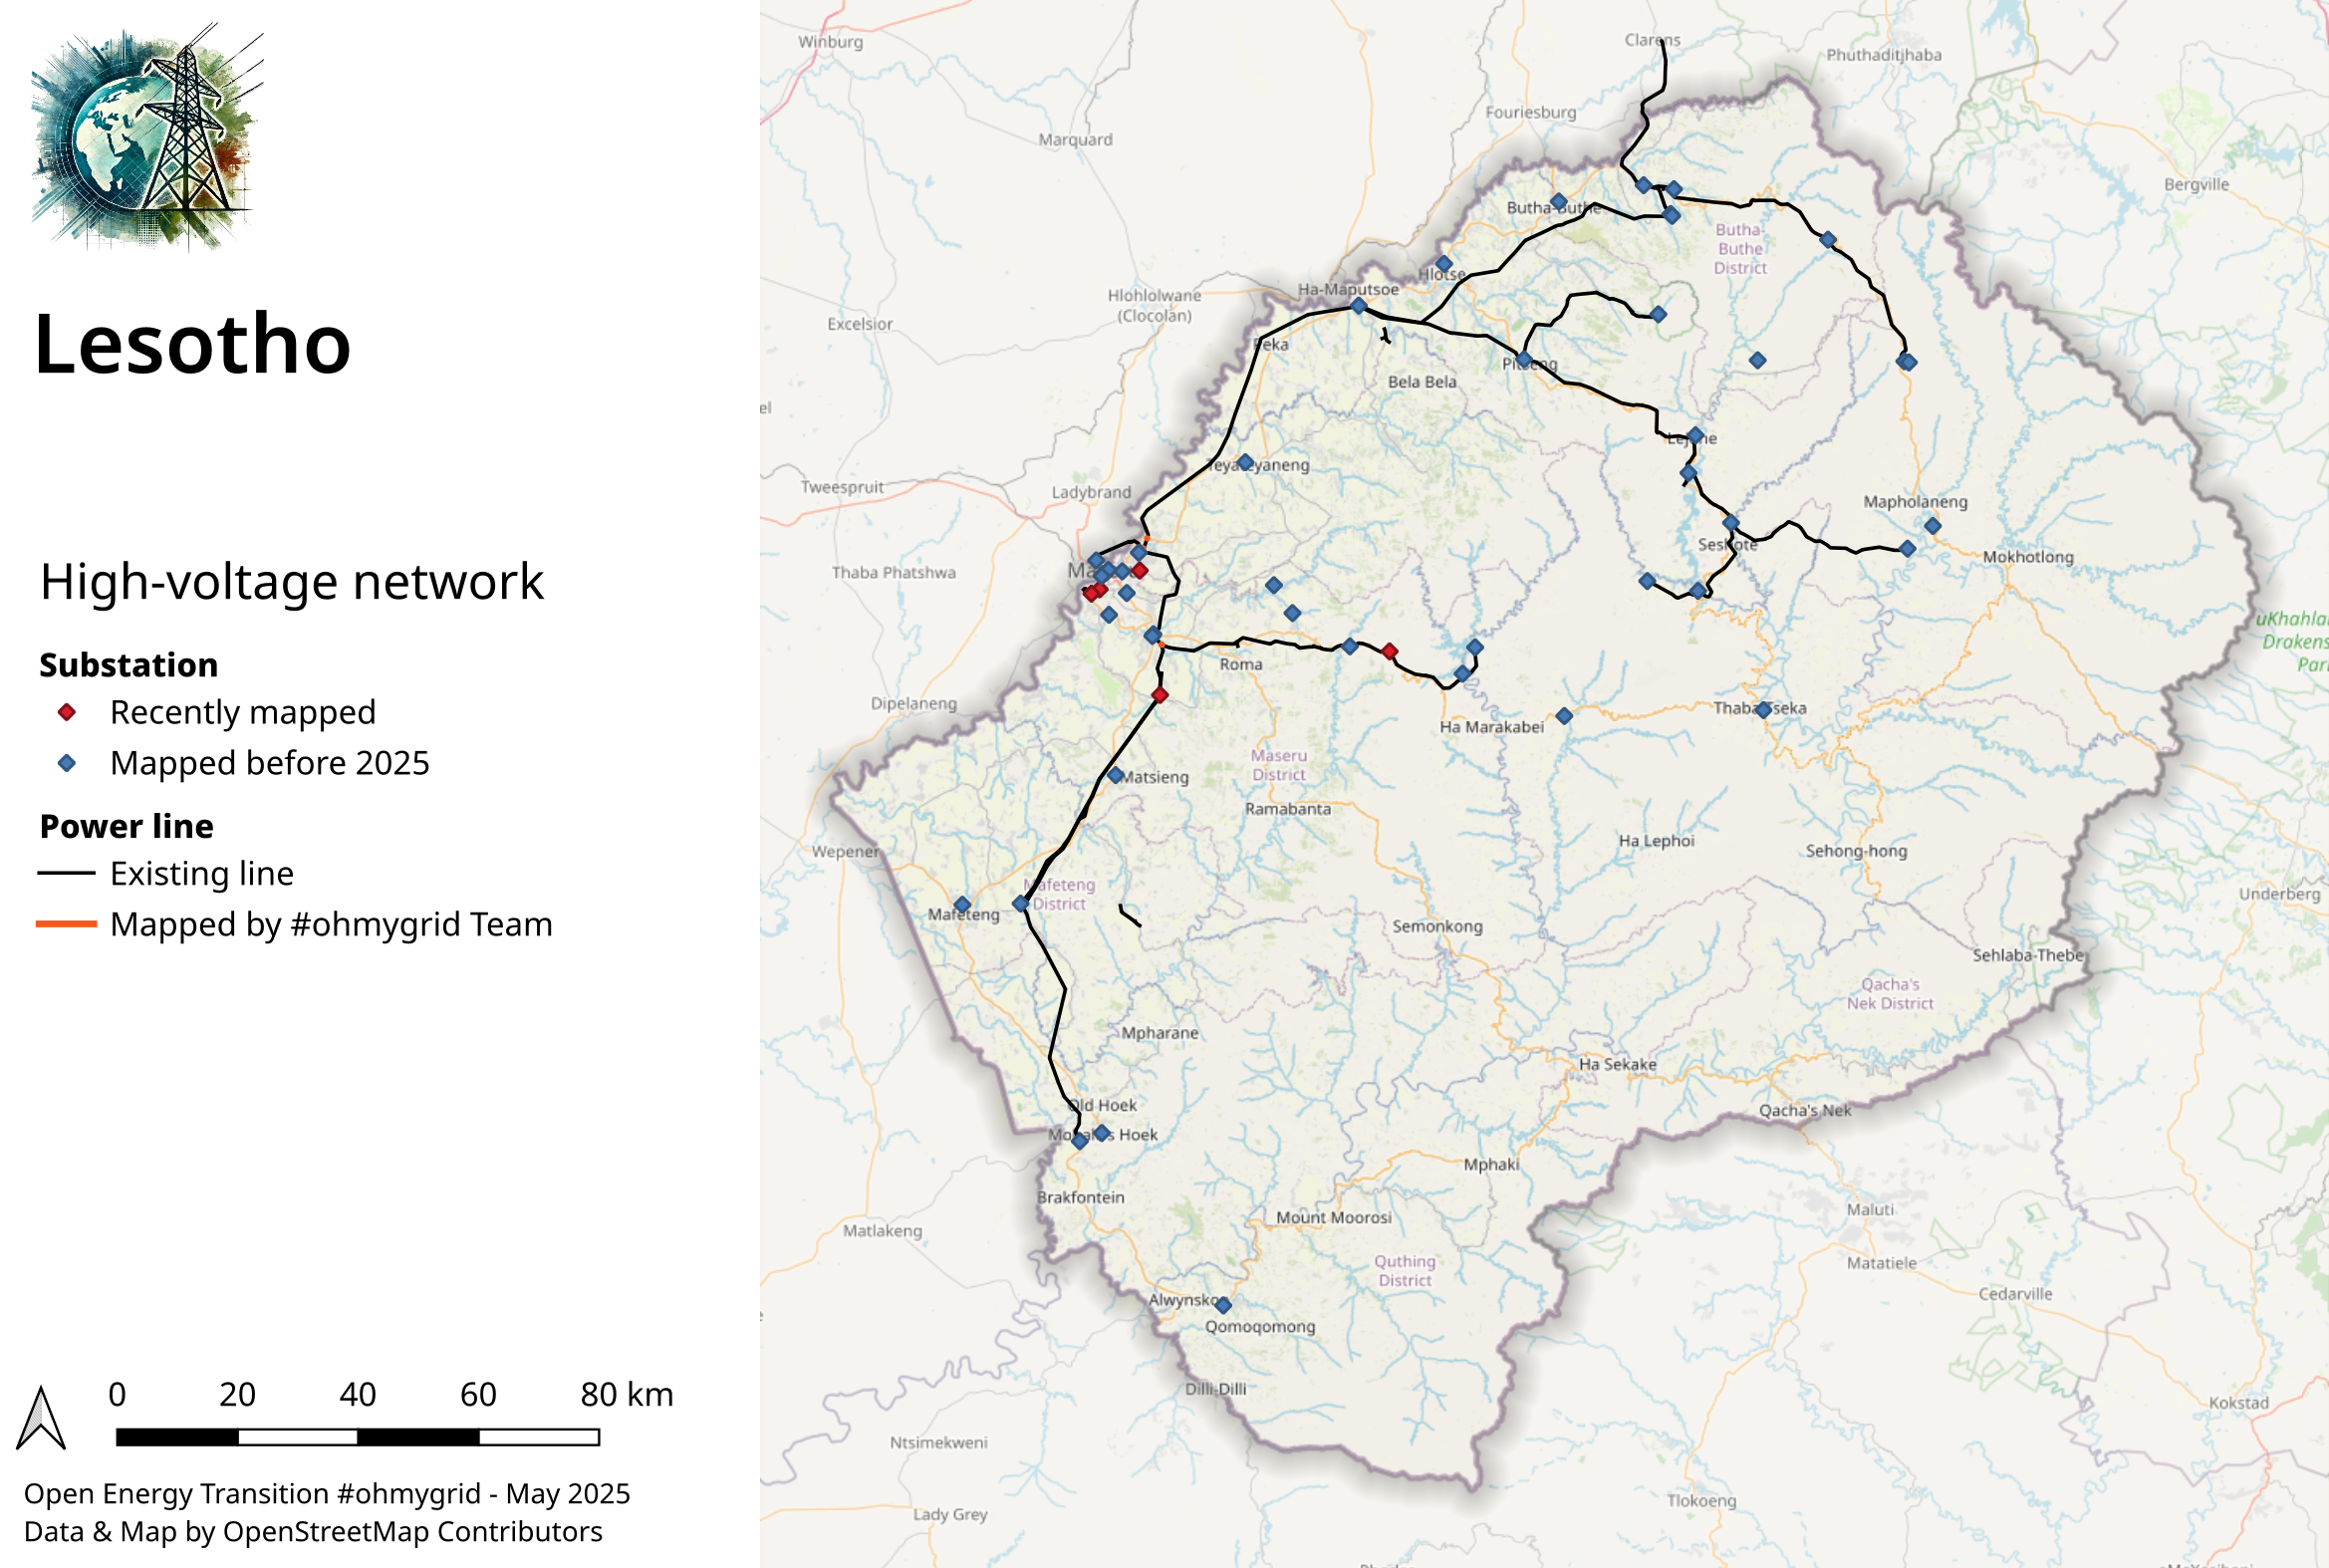 Lesotho
High-voltage network
Substation
Recently mapped
Mapped before 2025
Power line
Existing line
Mapped by #ohmygrid Team
0 20 40 60 80 km
Open Energy Transition #ohmygrid - May 2025
Data & Map by OpenStreetMap Contributors
Winburg
Clarens
Phuthaditjhaba
Fouriesburg
Marquard
Bergville
Butha-Buthe
Butha-
Buthe
District
Hlotse
Ha-Maputsoe
Hlohlolwane
(Clocolan)
Excelsior
Peka
Pitseng
Bela Bela
Teyateyaneng
Tweespruit
Ladybrand
Mapholaneng
Seshote
Mokhotlong
Thaba Phatshwa
Roma
Dipelaneng
Ha Marakabei
Thaba-Tseka
Maseru
District
Matsieng
Ramabanta
Ha Lephoi
Sehong-hong
Wepener
Underberg
Mafeteng
District
Mafeteng
Semonkong
Sehlaba-Thebe
Qacha's
Nek District
Mpharane
Ha Sekake
Old Hoek
Qacha's Nek
Hoek
Mphaki
Brakfontein
Mount Moorosi
Maluti
Matlakeng
Matatiele
Quthing
District
Cedarville
Alwynskop
Qomoqomong
Dilli-Dilli
Kokstad
Ntsimekweni
Tlokoeng
Lady Grey